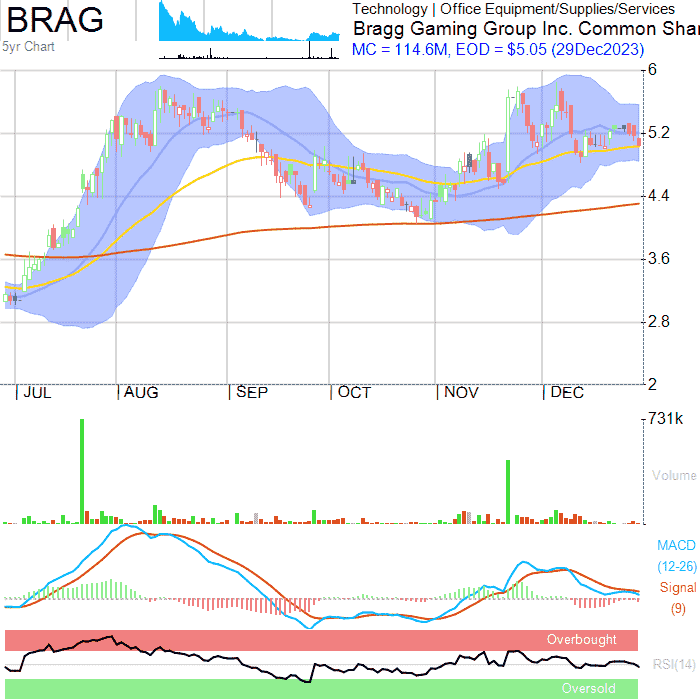 BRAG
5yr Chart
Technology | Office Equipment/Supplies/Services
Bragg Gaming Group Inc. Common Shar
MC = 114.6M, EOD = $5.05 (29Dec2023)
6
5.2
4.4
3.6
2.8
2
JUL AUG SEP OCT NOV DEC
731k
Volume
MACD
(12-26)
Signal
(9)
Overbought
RSI(14)
Oversold